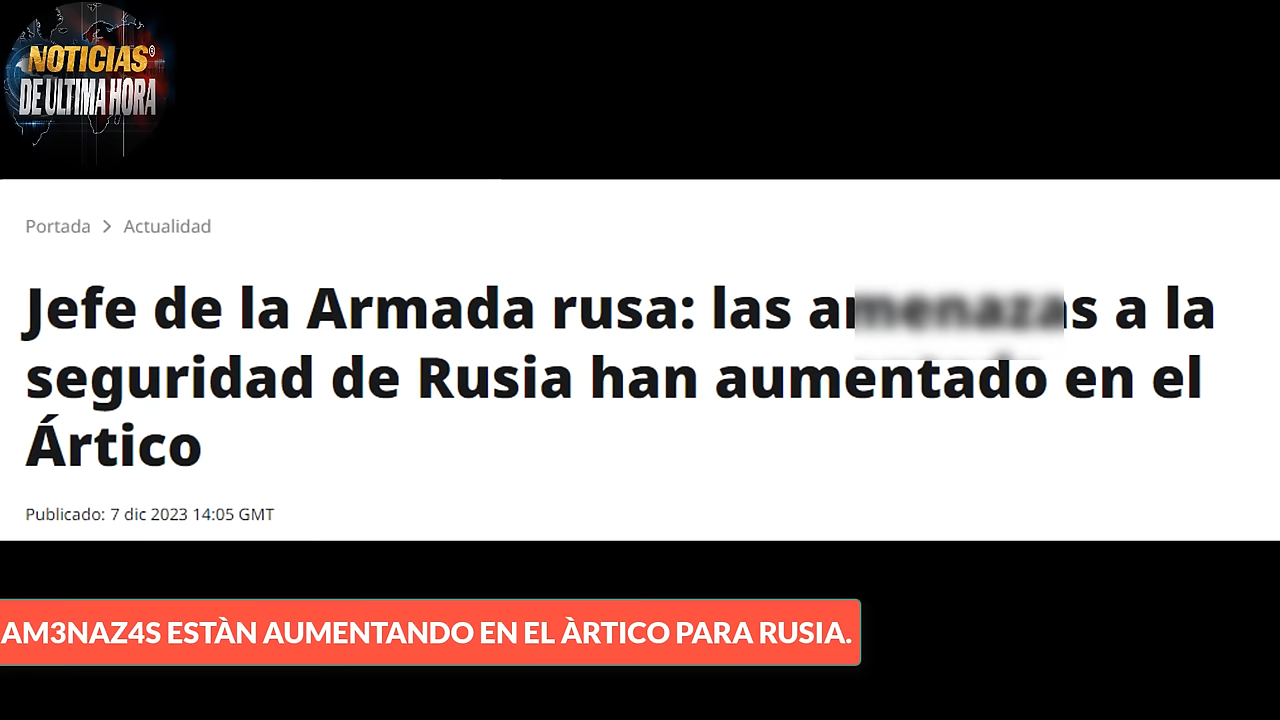 NOTICIAS®
DE ULTIMA HORA
Portada > Actualidad
Jefe de la Armada rusa: las amenazas a la
seguridad de Rusia han aumentado en el
Ártico
Publicado: 7 dic 2023 14:05 GMT
AM3NAZ4S ESTÀN AUMENTANDO EN EL ÀRTICO PARA RUSIA.